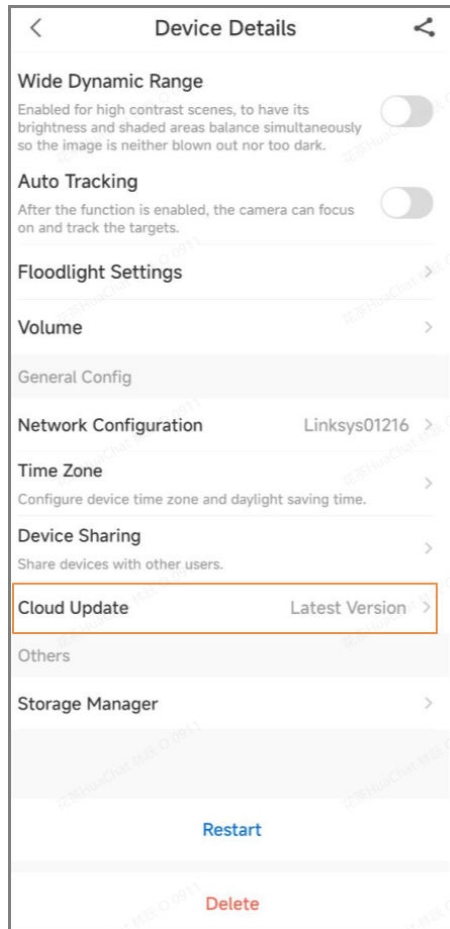 Device Details
Wide Dynamic Range
Enabled for high contrast scenes, to have its
brightness and shaded areas balance simultaneously
so the image is neither blown out nor too dark.
Auto Tracking
After the function is enabled, the camera can focus
on and track the targets.
Floodlight Settings
Volume
General Config
Network Configuration Linksys01216
Time Zone
Configure device time zone and daylight saving time.
Device Sharing
Share devices with other users.
Cloud Update Latest Version
Others
Storage Manager
Restart
Delete